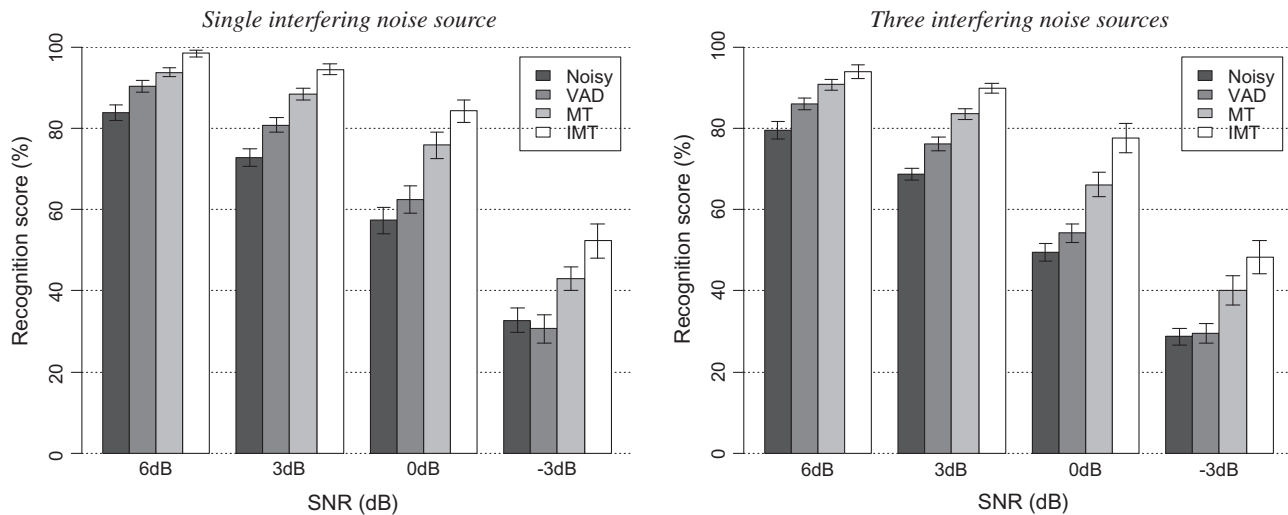 Single interfering noise source
Recognition score (%)
100
80
60
40
20
0
Noisy
VAD
MT
IMT
6dB
3dB
0dB
-3dB
SNR (dB)
Three interfering noise sources
Recognition score (%)
100
80
60
40
20
0
Noisy
VAD
MT
IMT
6dB
3dB
0dB
-3dB
SNR (dB)